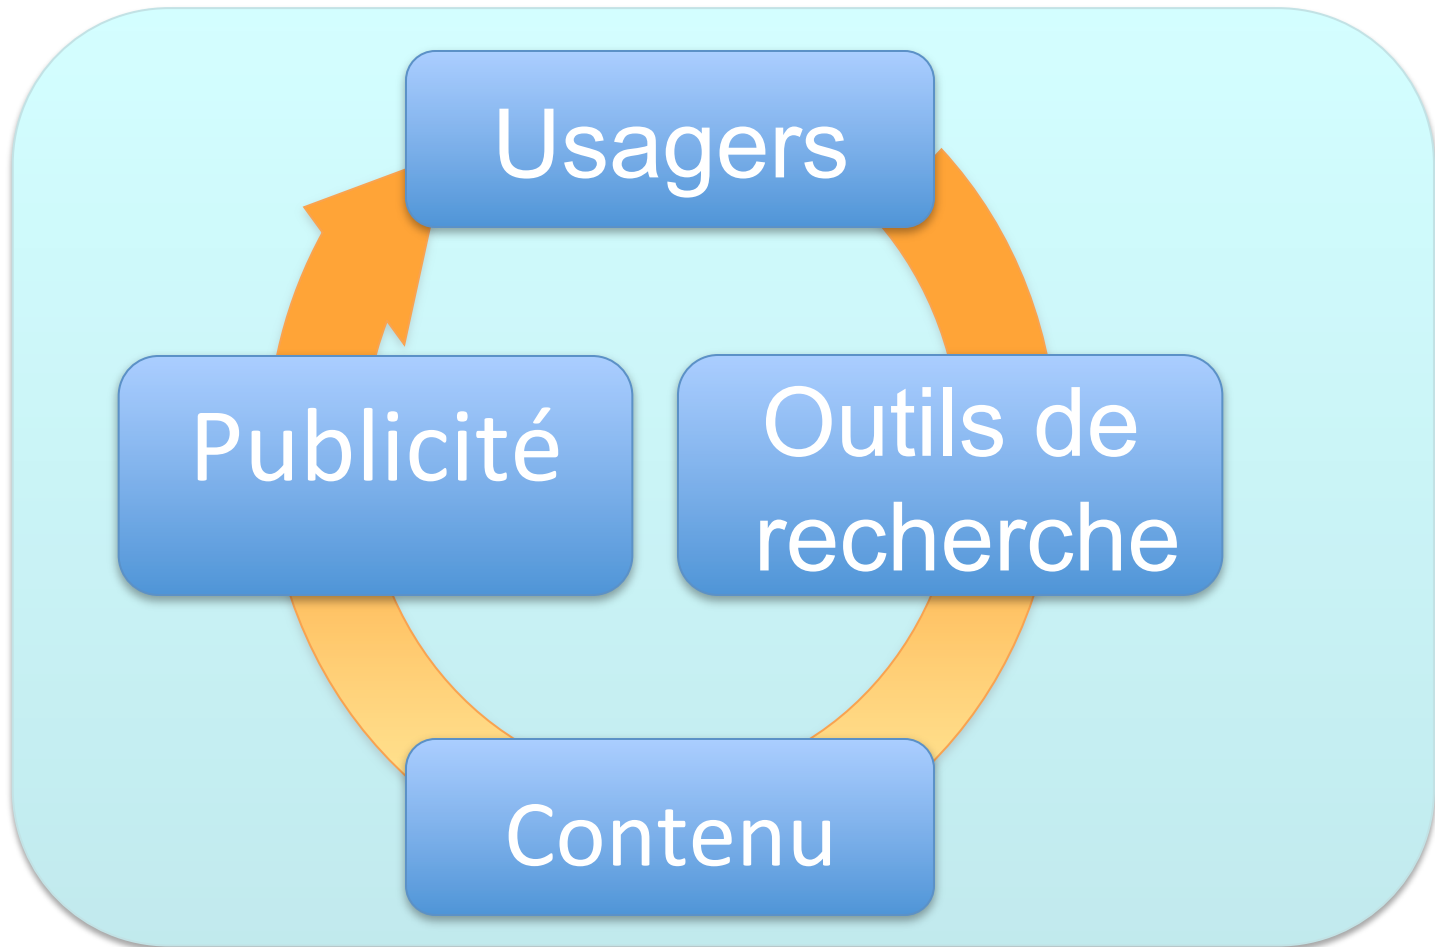 Usagers
Publicité
Outils de
recherche
Contenu